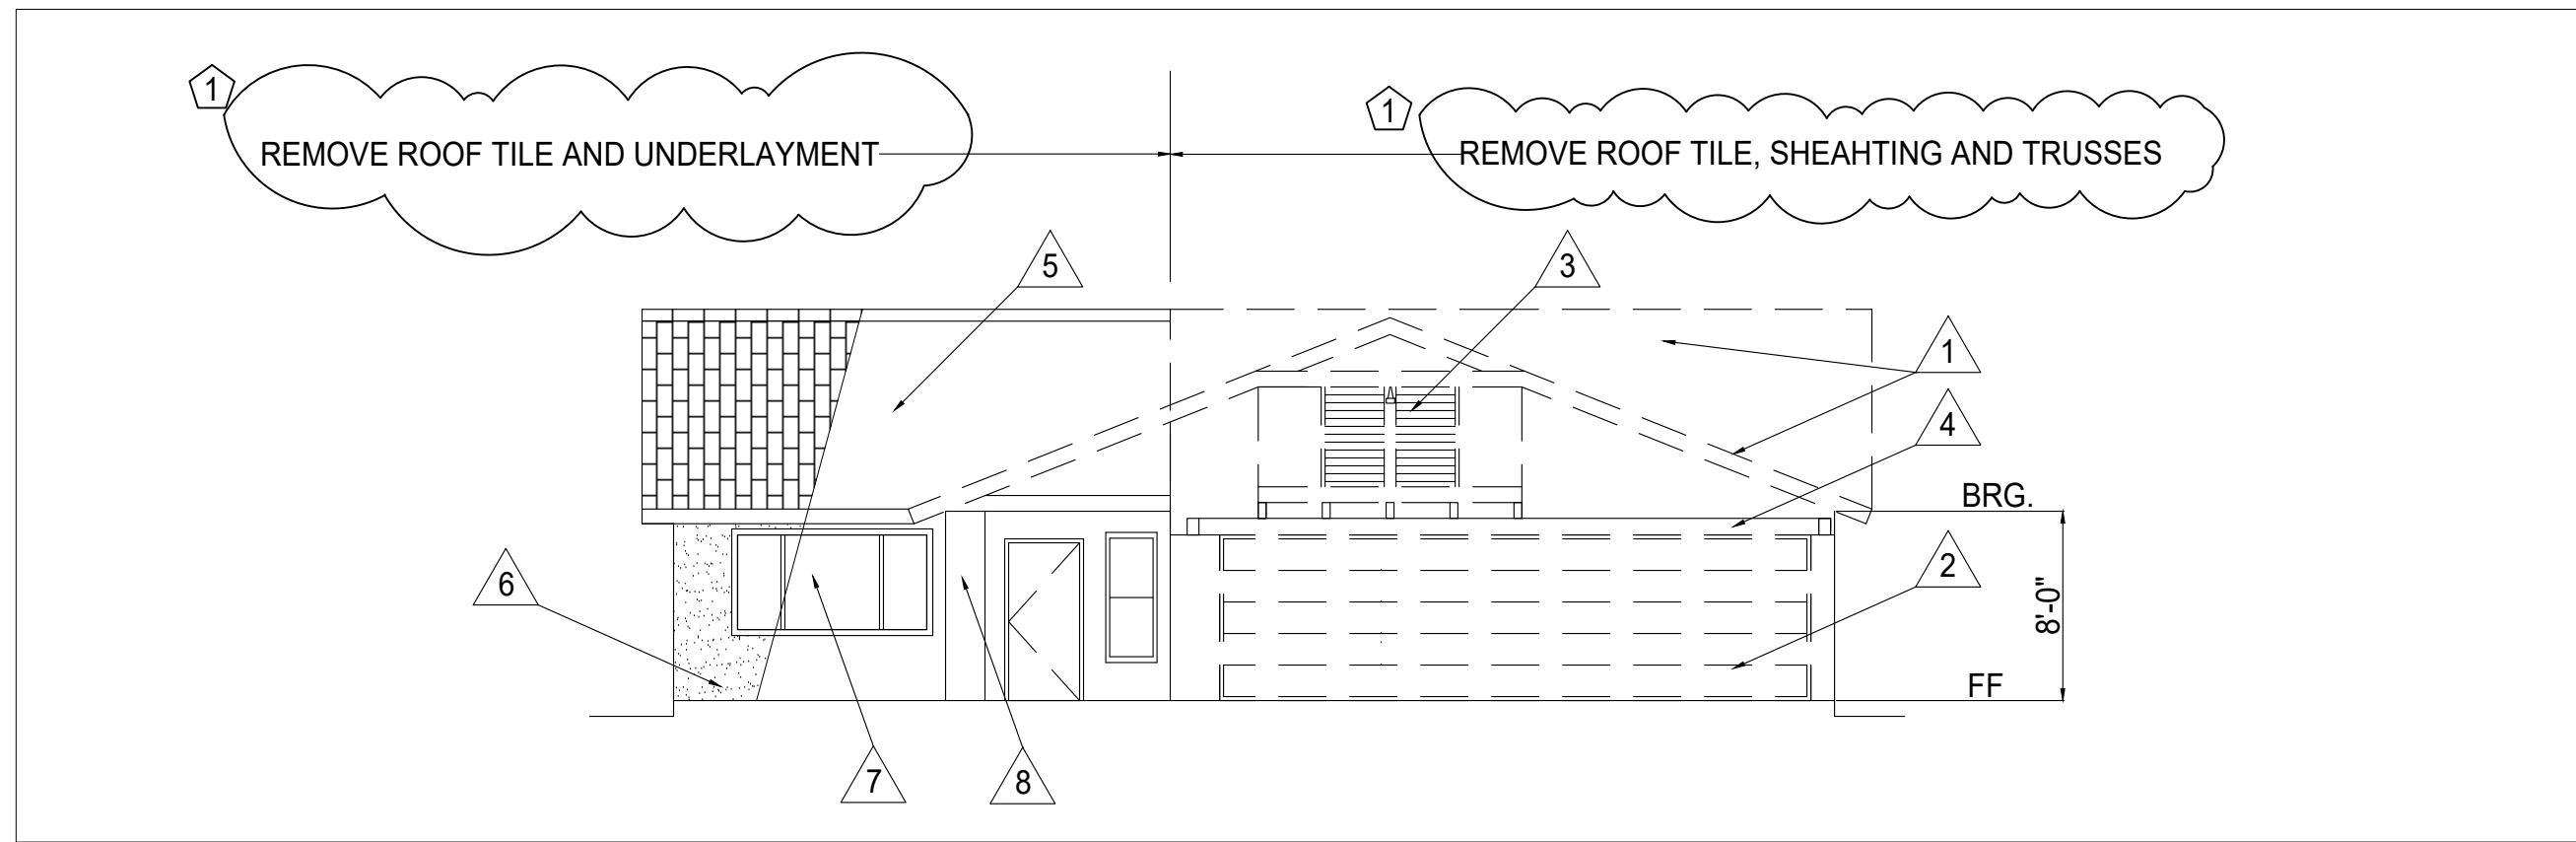 1
REMOVE ROOF TILE AND UNDERLAYMENT
1
REMOVE ROOF TILE, SHEAHTING AND TRUSSES
5
3
1
4
BRG.
2
6
8'-0"
FF
7
8